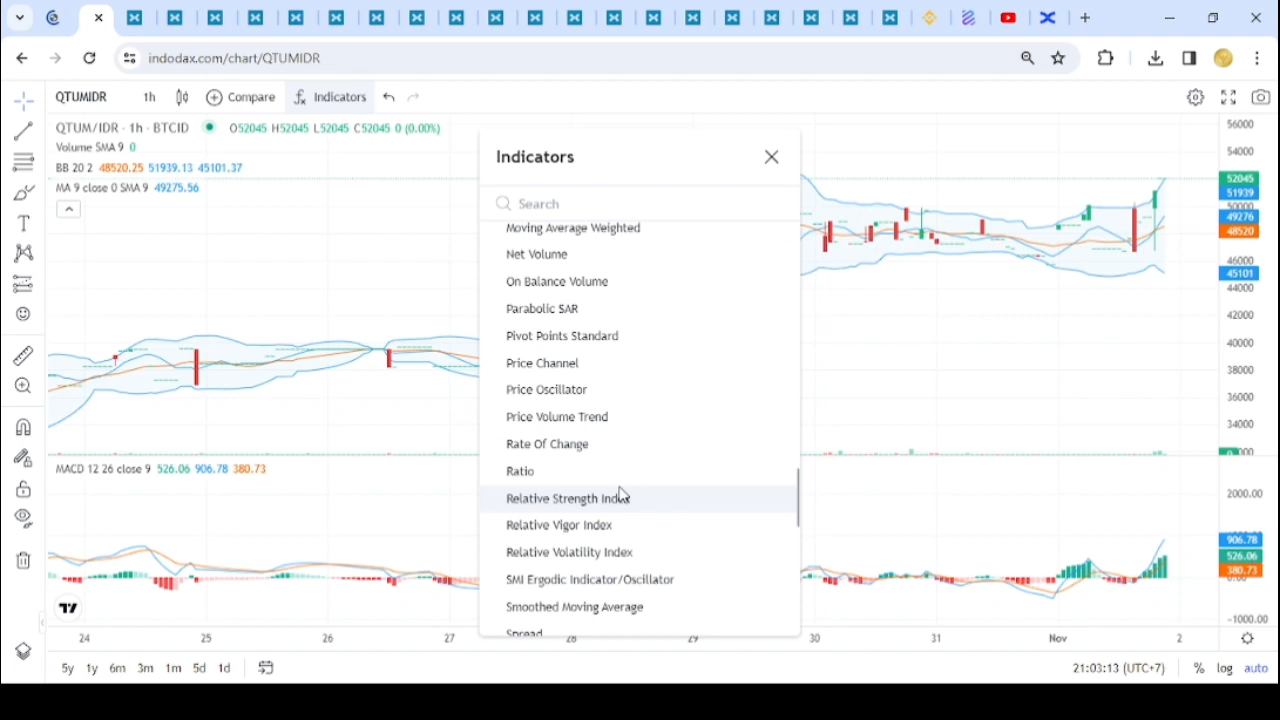 indodax.com/chart/QTUMIDR
QTUMIDR 1h Compare Indicators
QTUM/IDR · 1h · BTCID O52045 H52045 L52045 C52045 0 (0.00%)
Volume SMA 9 0
BB 20 2 48520.25 51939.13 45101.37
MA 9 close 0 SMA 9 49275.56
Indicators
Search
Moving Average Weighted
Net Volume
On Balance Volume
Parabolic SAR
Pivot Points Standard
Price Channel
Price Oscillator
Price Volume Trend
Rate Of Change
Ratio
Relative Strength Index
Relative Vigor Index
Relative Volatility Index
SMI Ergodic Indicator/Oscillator
Smoothed Moving Average
Spread
56000
54000
52045
51939
50000
49276
48520
46000
45101
44000
42000
40000
38000
36000
34000
0
MACD 12 26 close 9 526.06 906.78 380.73
2000.00
906.78
526.06
380.73
0.00
-1000.00
24 25 26 27 28 29 30 31 Nov 2
5y 1y 6m 3m 1m 5d 1d 21:03:13 (UTC+7) % log auto